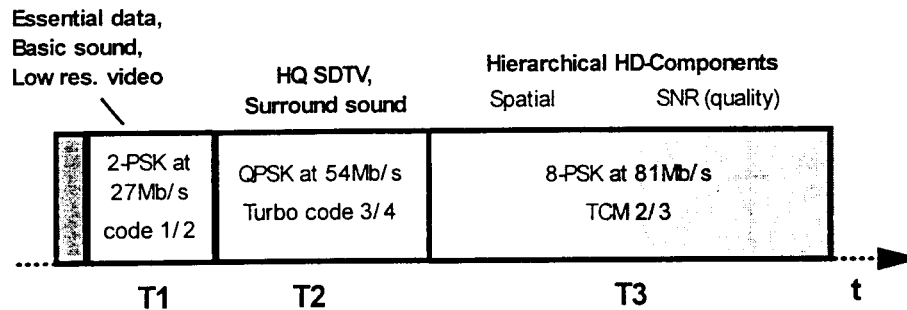 Essential data,
Basic sound,
Low res. video
HQ SDTV,
Surround sound
Hierarchical HD-Components
Spatial SNR (quality)
2-PSK at
27Mb/s
code 1/2
QPSK at 54Mb/s
Turbo code 3/4
8-PSK at 81Mb/s
TCM 2/3
T1 T2 T3 t